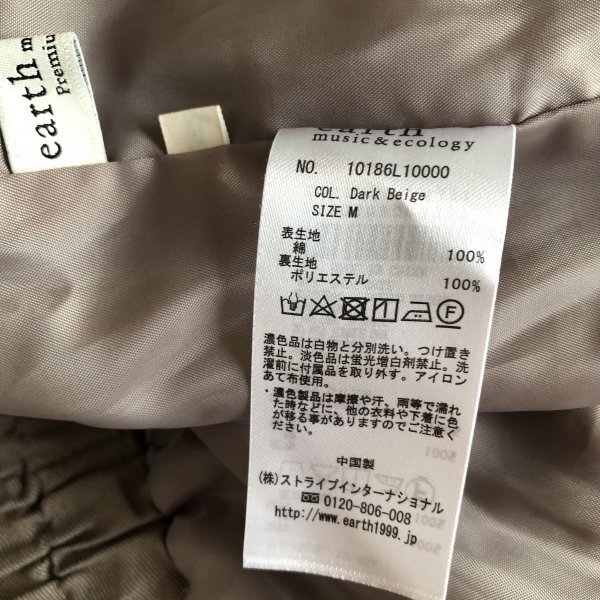 earth m
Premiu
earth
music&ecology
NO. 10186L10000
COL. Dark Beige
SIZE M
表生地
綿 100%
裏生地
ポリエステル 100%
濃色品は白物と分別洗い。つけ置き
禁止。淡色品は蛍光増白剤禁止。洗
濯前に付属品を取り外す。アイロン
あて布使用。
・濃色製品は摩擦や汗、雨等で濡れ
た時などに、他の衣料や下着に色
が移る事がありますのでご注意く
ださい。
中国製
(株)ストライプインターナショナル
0120-806-008
http://www.earth1999.jp